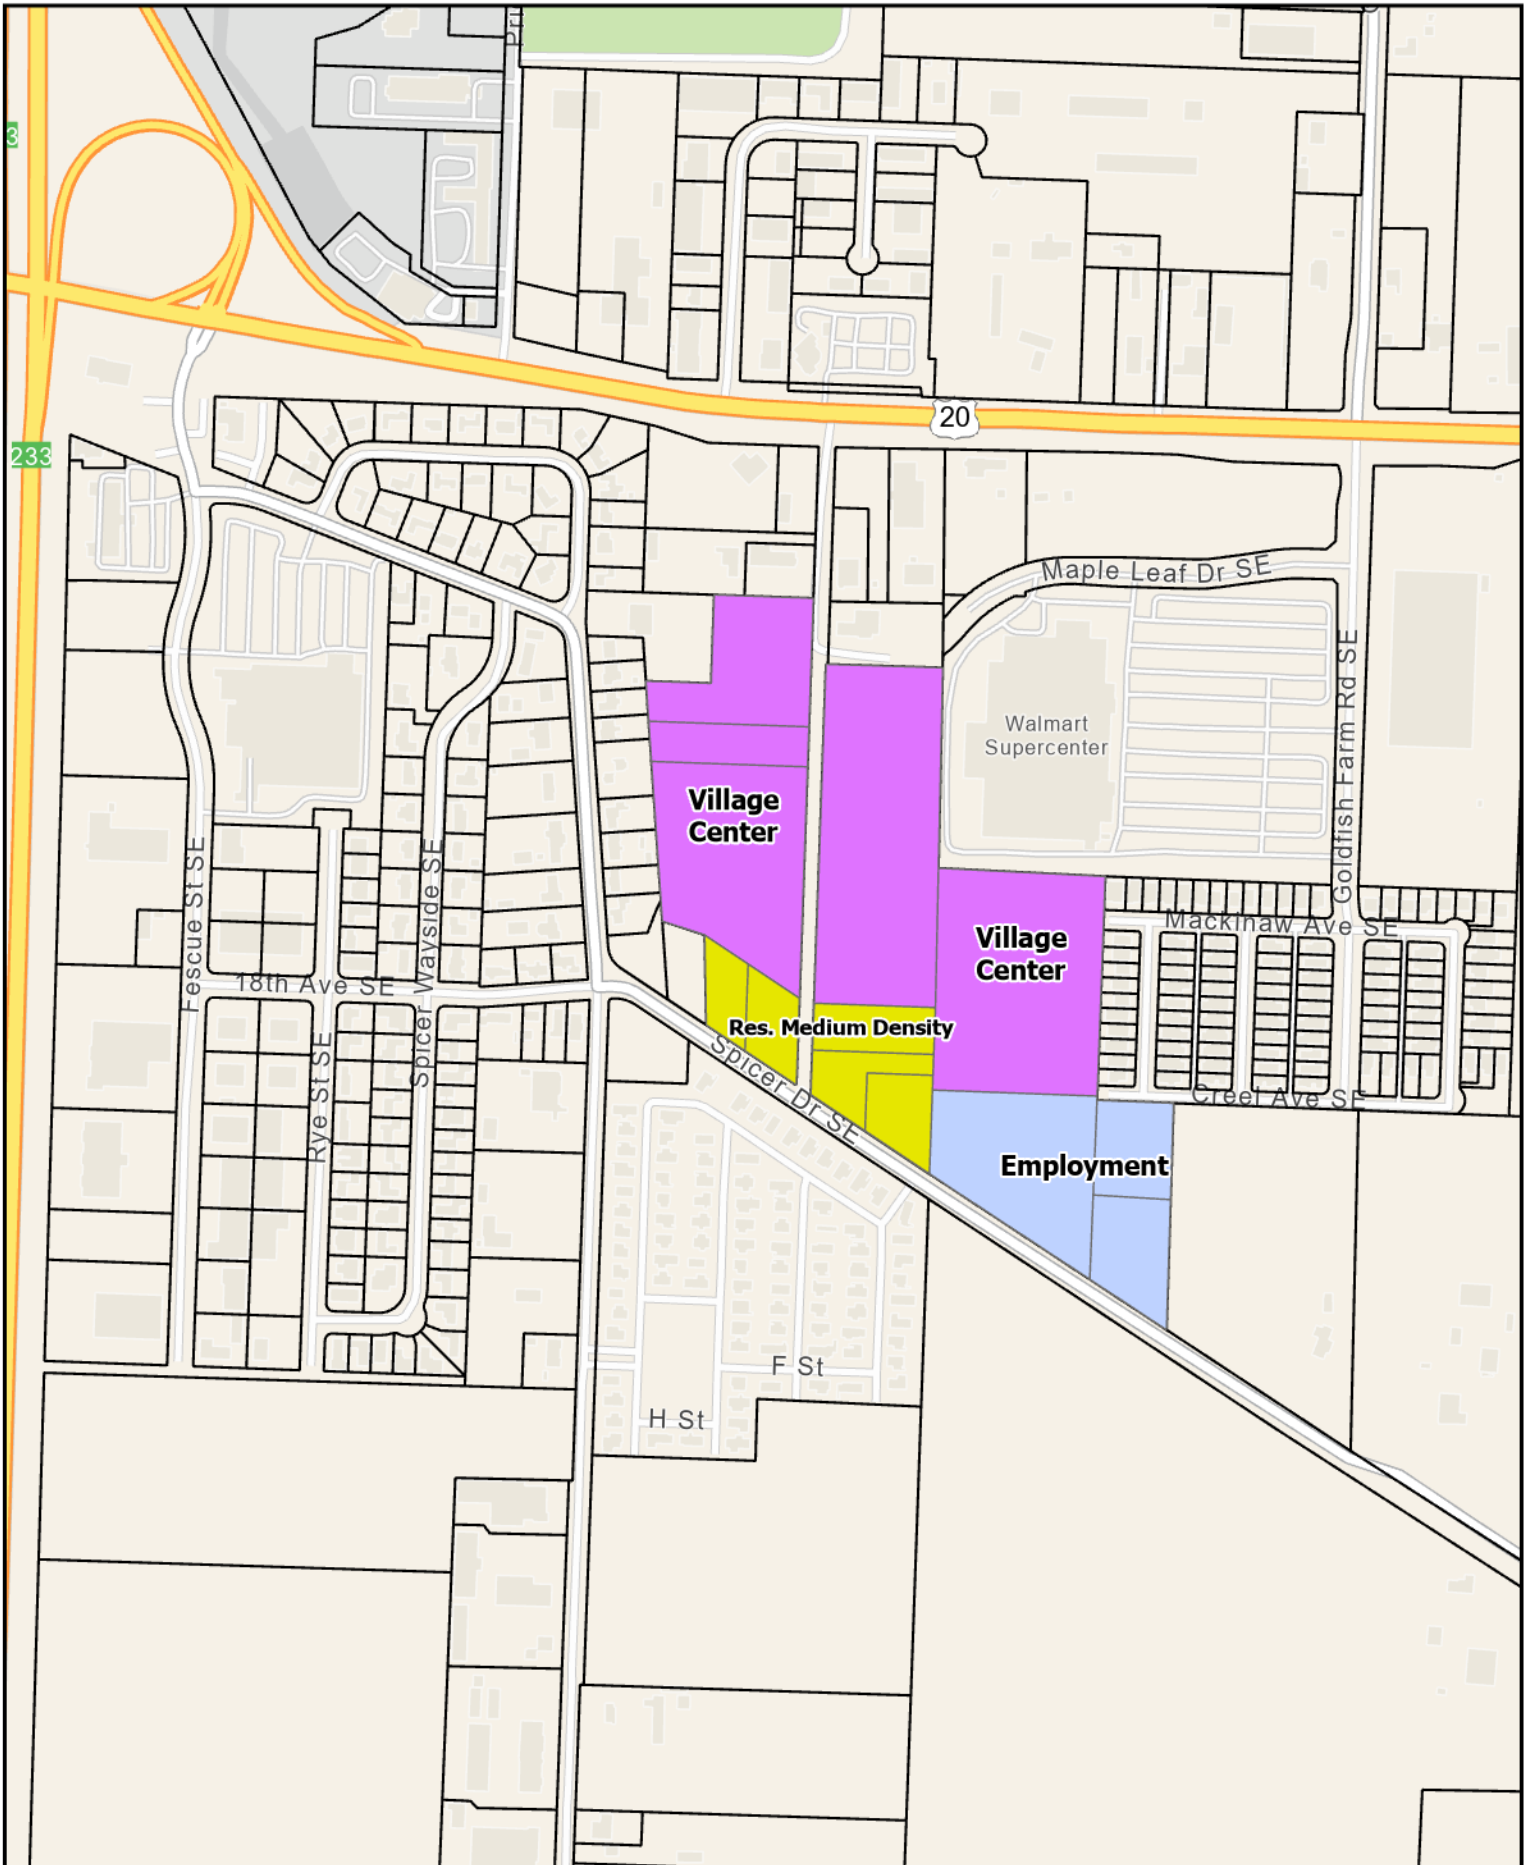 3
20
233
Maple Leaf Dr SE
Walmart
Supercenter
Goldfish Farm Rd SE
Village
Center
Fescue St SE
Spicer Wayside SE
Mackinaw Ave SE
Village
Center
18th Ave SE
Res. Medium Density
Rye St SE
Spicer Dr SE
Creel Ave SE
Employment
F St
H St